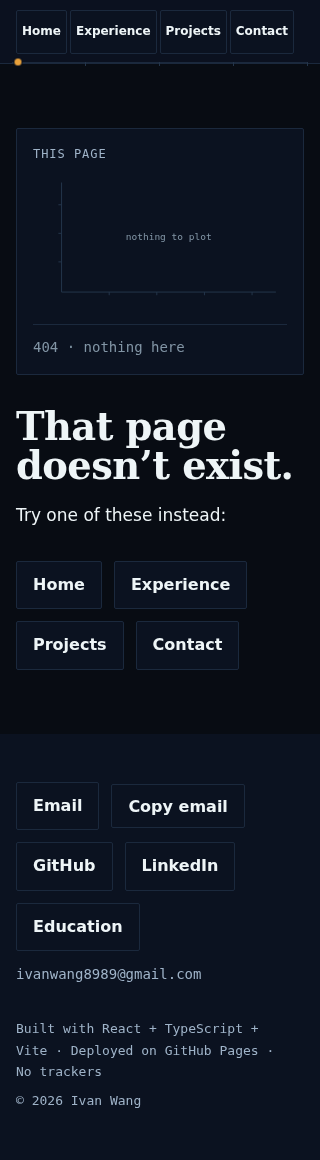 Home Experience Projects Contact
THIS PAGE
nothing to plot
404 · nothing here
That page
doesn’t exist.
Try one of these instead:
Home Experience
Projects Contact
Email Copy email
GitHub LinkedIn
Education
ivanwang8989@gmail.com
Built with React + TypeScript +
Vite · Deployed on GitHub Pages ·
No trackers
© 2026 Ivan Wang